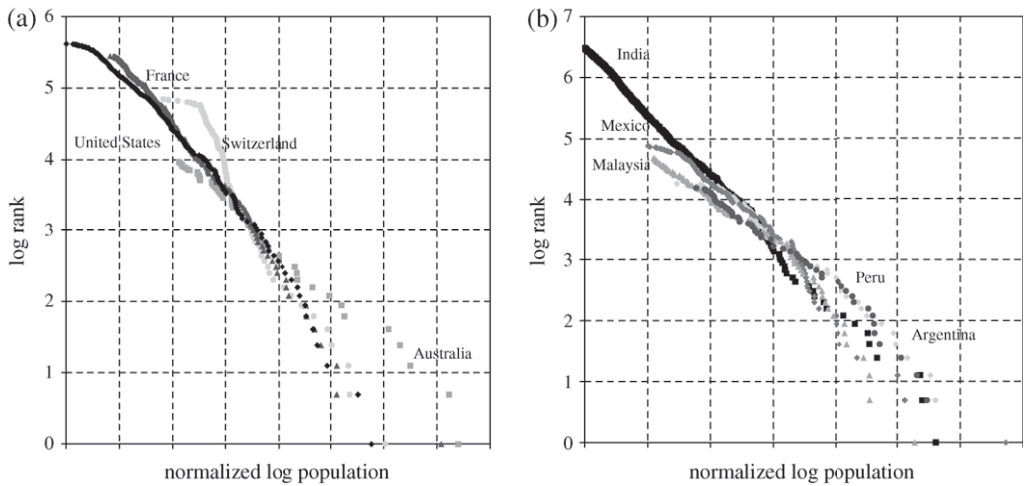 (a)
6
5
4
3
2
1
0
log rank
France
United States
Switzerland
Australia
normalized log population
(b)
7
6
5
4
3
2
1
0
log rank
India
Mexico
Malaysia
Peru
Argentina
normalized log population